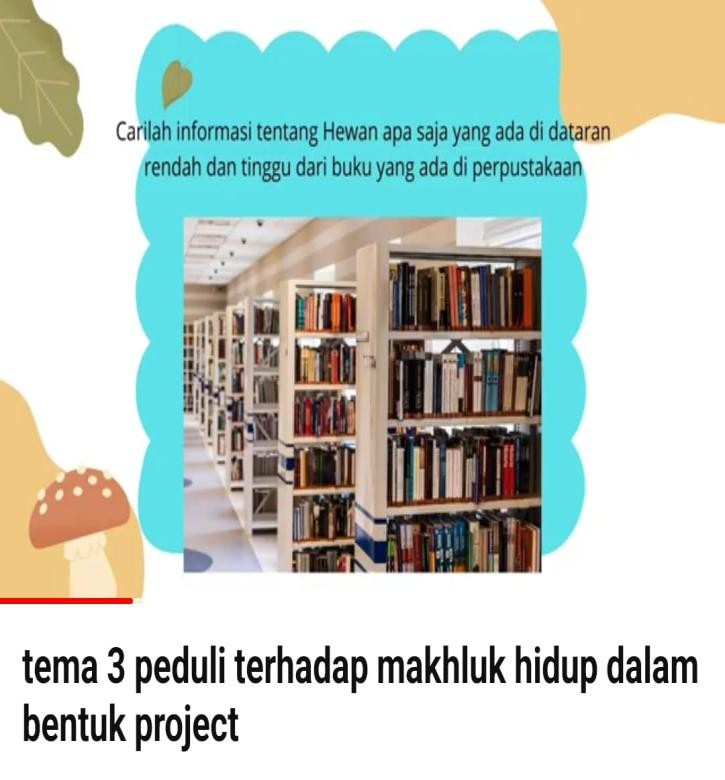 Carilah informasi tentang Hewan apa saja yang ada di dataran
rendah dan tinggu dari buku yang ada di perpustakaan
tema 3 peduli terhadap makhluk hidup dalam
bentuk project